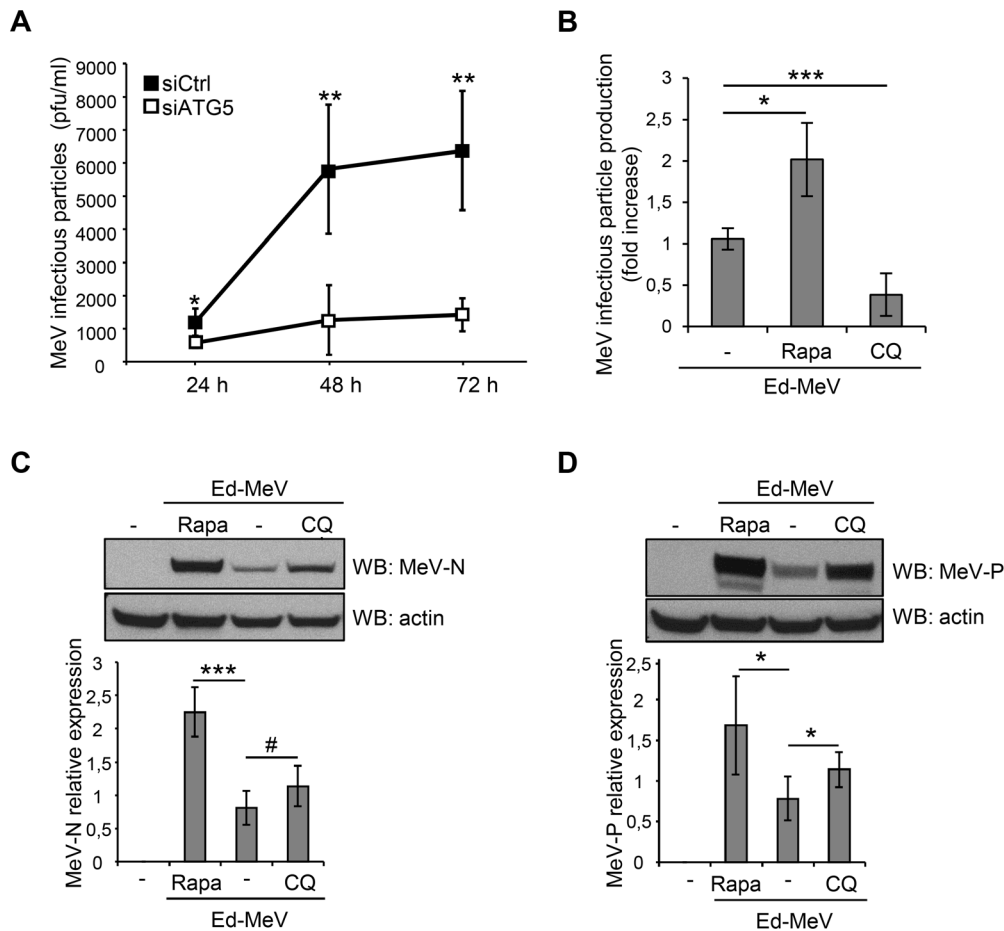 A
MeV infectious particles (pfu/ml)
9000
8000
7000
6000
5000
4000
3000
2000
1000
0
siCtrl
siATG5
*
**
**
24 h
48 h
72 h
B
MeV infectious particle production
(fold increase)
3
2,5
2
1,5
1
0,5
0
***
*
-
Rapa
CQ
Ed-MeV
C
Ed-MeV
-
Rapa
-
CQ
WB: MeV-N
WB: actin
MeV-N relative expression
3
2,5
2
1,5
1
0,5
0
***
#
-
Rapa
-
CQ
Ed-MeV
D
Ed-MeV
-
Rapa
-
CQ
WB: MeV-P
WB: actin
MeV-P relative expression
2,5
2
1,5
1
0,5
0
*
*
-
Rapa
-
CQ
Ed-MeV